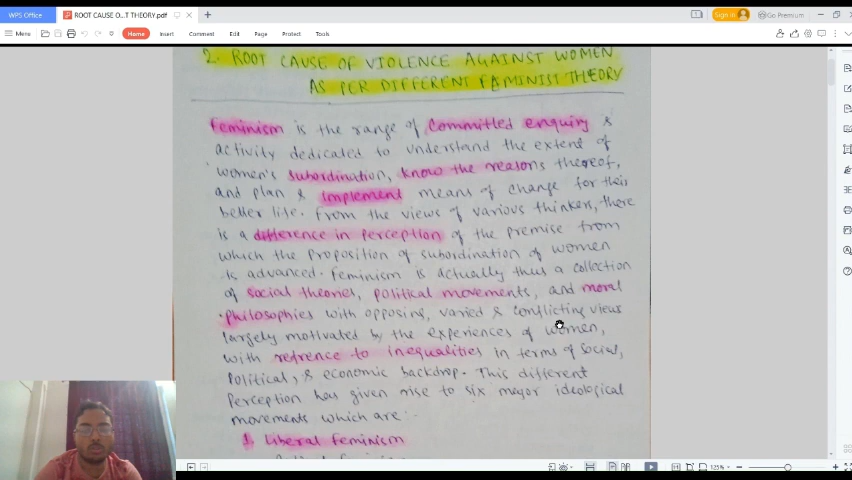 WPS Office
ROOT CAUSE O...T THEORY.pdf
+
1
Sign in
Go Premium
Menu
Home
Insert
Comment
Edit
Page
Protect
Tools
2. ROOT CAUSE OF VIOLENCE AGAINST WOMEN
AS PER DIFFERENT FEMINIST THEORY
Feminism is the range of committed enquiry &
activity dedicated to understand the extent of
women's subordination, know the reasons thereof,
and plan & implement means of change for their
better life. From the views of various thinkers, there
is a difference in perception of the premise from
which the proposition of subordination of women
is advanced. Feminism is actually thus a collection
of social theories, political movements, and moral
philosophies with opposing, varied & conflicting views
largely motivated by the experiences of women,
with refrence to inequalities in terms of social,
political, & economic backdrop. This different
perception has given rise to six major ideological
movements which are:-
1. Liberal feminism
125%